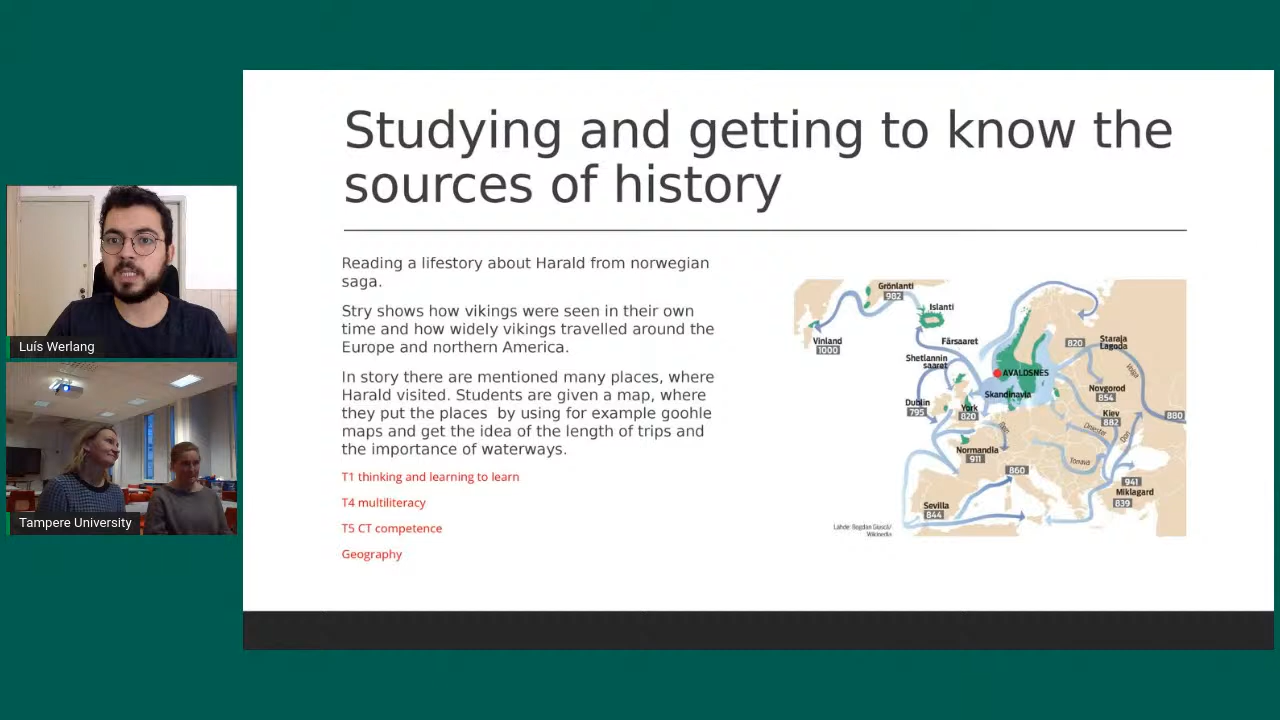 Studying and getting to know the
sources of history
Reading a lifestory about Harald from norwegian
saga.
Stry shows how vikings were seen in their own
time and how widely vikings travelled around the
Europe and northern America.
In story there are mentioned many places, where
Harald visited. Students are given a map, where
they put the places by using for example goohle
maps and get the idea of the length of trips and
the importance of waterways.
T1 thinking and learning to learn
T4 multiliteracy
T5 CT competence
Geography
Grönlanti
982
Islanti
Vinland
1000
Färsaaret
Shetlannin
saaret
820
Staraja
Lagoda
AVALDSNES
Skandinavia
Volga
Dublin
795
York
820
Novgorod
854
Kiev
882
880
Rein
Dniester
Don
Normandia
911
Tonava
860
941
Miklagard
839
Sevilla
844
Lähde: Bogdan Giuscă/
Wikimedia
Luís Werlang
Tampere University